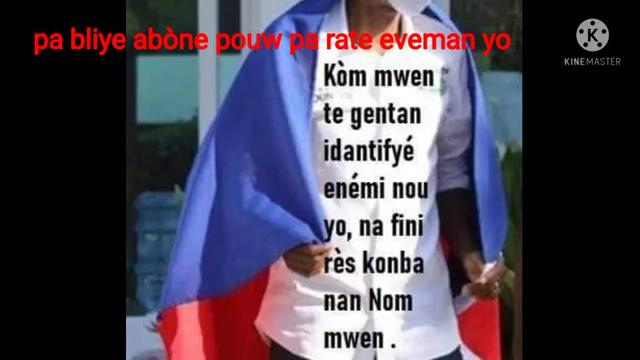 pa bliye abòne pouw pa rate eveman yo
KINEMASTER
Kòm mwen
te gentan
idantifyé
enémi nou
yo, na fini
rès konba
nan Nom
mwen .